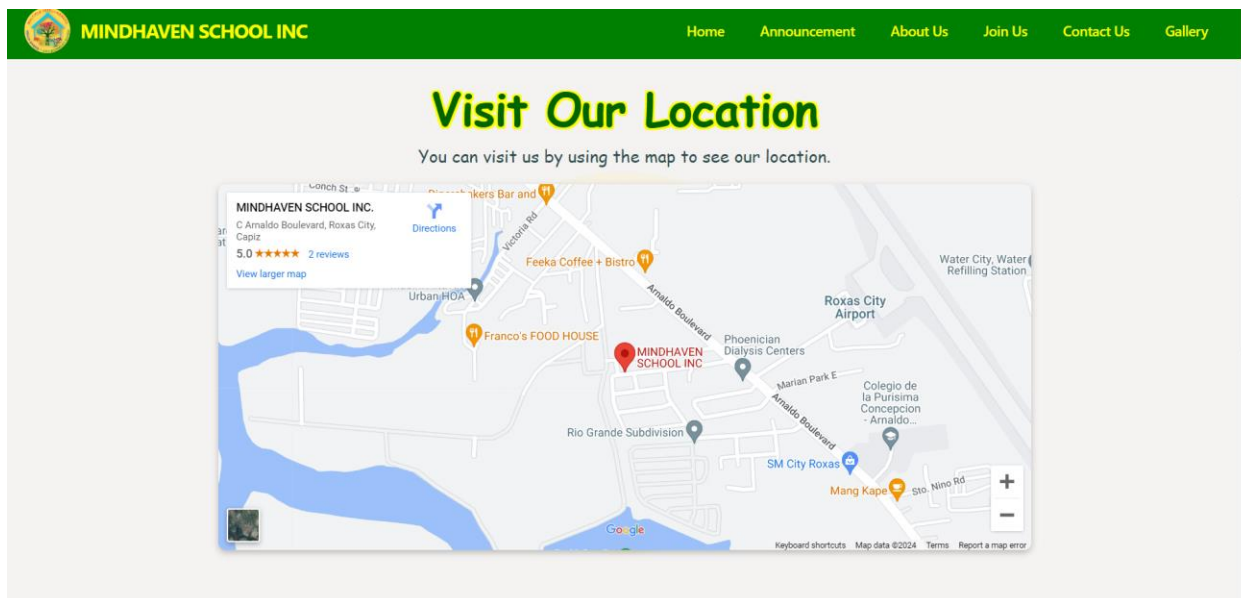 MINDHAVEN SCHOOL INC
Home
Announcement
About Us
Join Us
Contact Us
Gallery
Visit Our Location
You can visit us by using the map to see our location.
MINDHAVEN SCHOOL INC.
C Arnaldo Boulevard, Roxas City,
Capiz
5.0
2 reviews
View larger map
Directions
Conch St
Bar and
Victoria Rd
Feeka Coffee + Bistro
Water City, Water
Refilling Station
Urban HOA
Arnaldo Boulevard
Roxas City
Airport
Franco's FOOD HOUSE
MINDHAVEN
SCHOOL INC
Phoenician
Dialysis Centers
Marian Park E
Colegio de
la Purisima
Concepcion
- Arnaldo...
Arnaldo Boulevard
Rio Grande Subdivision
SM City Roxas
Mang Kape
Sto. Nino Rd
+
−
Google
Keyboard shortcuts
Map data ©2024
Terms
Report a map error